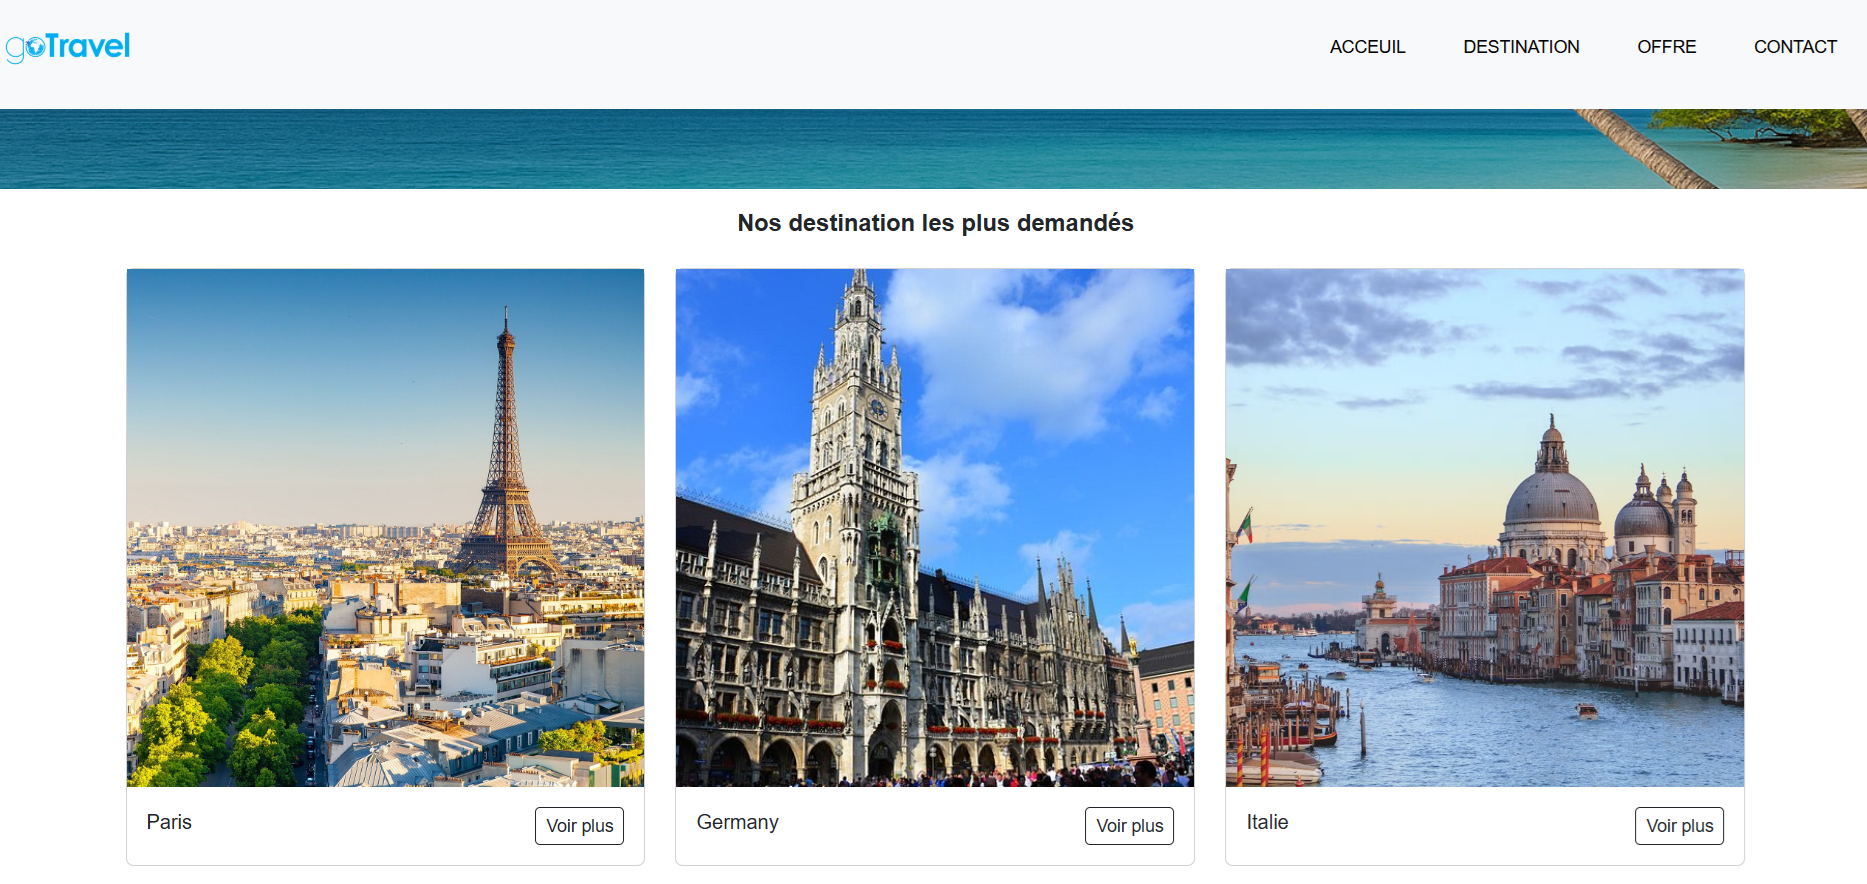 goTravel
ACCEUIL DESTINATION OFFRE CONTACT
Nos destination les plus demandés
Paris Voir plus
Germany Voir plus
Italie Voir plus